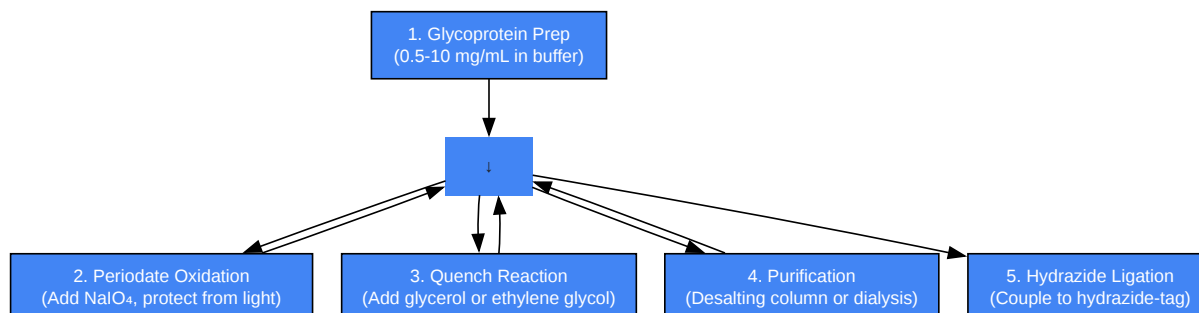 1. Glycoprotein Prep
(0.5-10 mg/mL in buffer)
↓
2. Periodate Oxidation
(Add NaIO₄, protect from light)
3. Quench Reaction
(Add glycerol or ethylene glycol)
4. Purification
(Desalting column or dialysis)
5. Hydrazide Ligation
(Couple to hydrazide-tag)